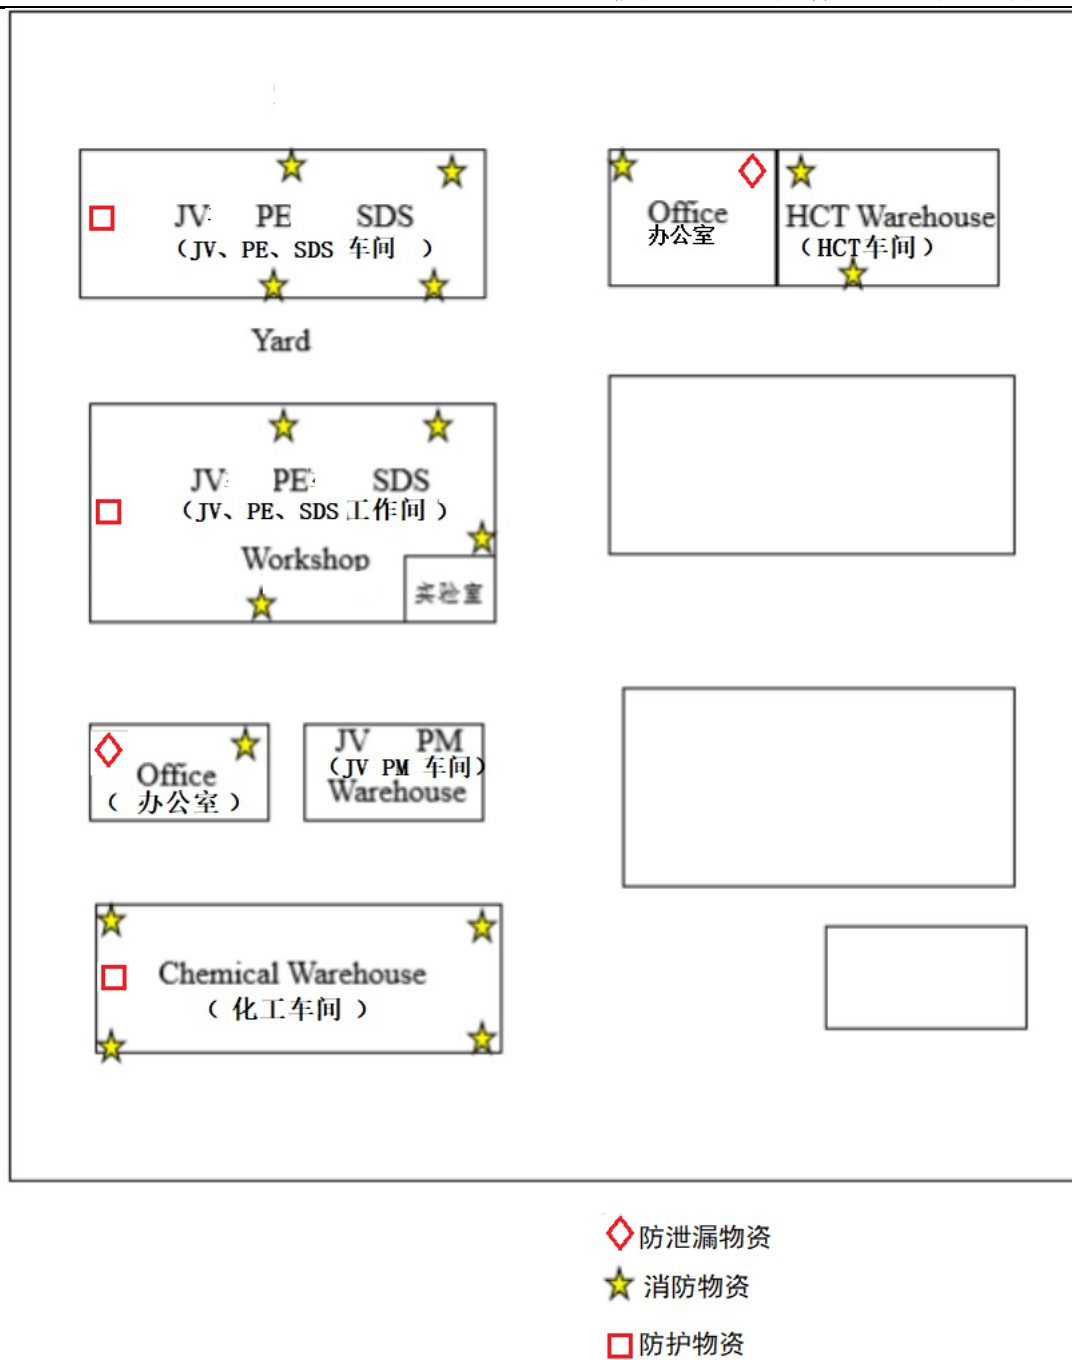 JV PE SDS
（JV、PE、SDS 车间 ）
Office
办公室
HCT Warehouse
（HCT车间）
Yard
JV PE SDS
（JV、PE、SDS 工作间 ）
Workshop
实验室
Office
（ 办公室 ）
JV PM
（JV PM 车间）
Warehouse
Chemical Warehouse
（ 化工车间 ）
防泄漏物资
消防物资
防护物资